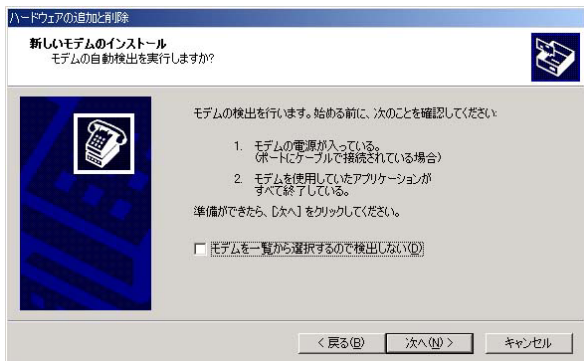 ハードウェアの追加と削除
新しいモデムのインストール
モデムの自動検出を実行しますか?
モデムの検出を行います。始める前に、次のことを確認してください:
1. モデムの電源が入っている。
(ポートにケーブルで接続されている場合)
2. モデムを使用していたアプリケーションが
すべて終了している。
準備ができたら、[次へ] をクリックしてください。
モデムを一覧から選択するので検出しない(D)
< 戻る(B)
次へ(N) >
キャンセル